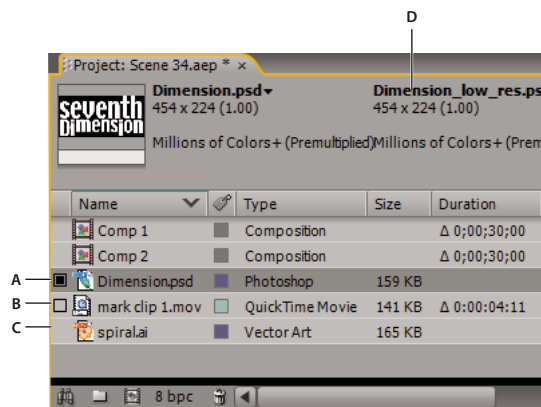 D
Project: Scene 34.aep * ×
seventh
Dimension
Dimension.psd
454 x 224 (1.00)
Millions of Colors+ (Premultiplied)
Dimension_low_res.ps
454 x 224 (1.00)
Millions of Colors+ (Prem
Name Type Size Duration
Comp 1 Composition Δ 0;00;30;00
Comp 2 Composition Δ 0;00;30;00
A Dimension.psd Photoshop 159 KB
B mark clip 1.mov QuickTime Movie 141 KB Δ 0:00:04:11
C spiral.ai Vector Art 165 KB
8 bpc